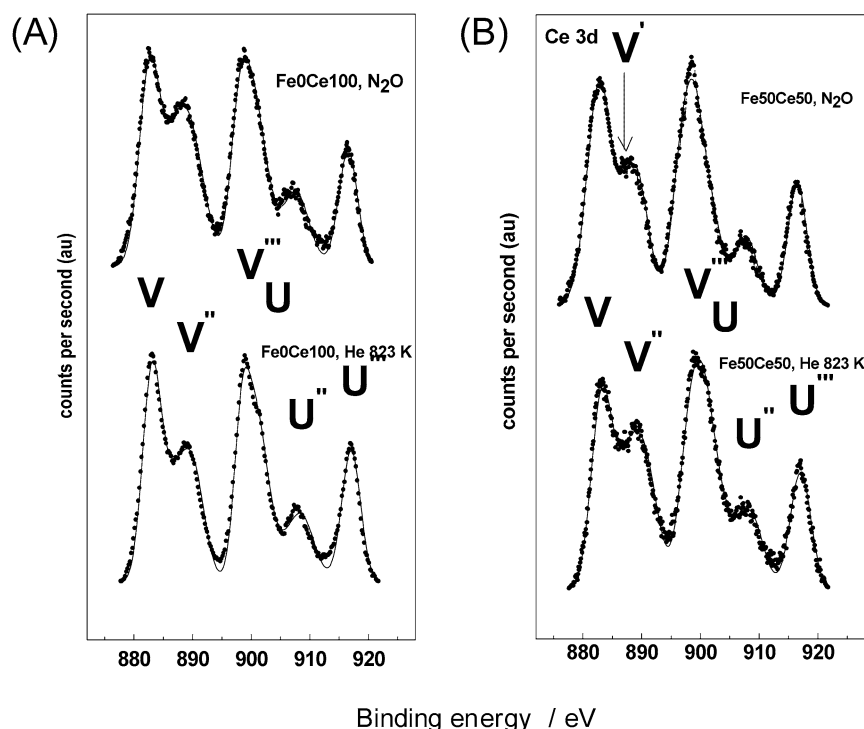 (A)
counts per second (au)
Fe0Ce100, N₂O
V
V''
V'''
U
Fe0Ce100, He 823 K
U''
U'''
880 890 900 910 920
(B)
counts per second (au)
Ce 3d
V'
Fe50Ce50, N₂O
V
V''
V'''
U
Fe50Ce50, He 823 K
U''
U'''
880 890 900 910 920
Binding energy / eV